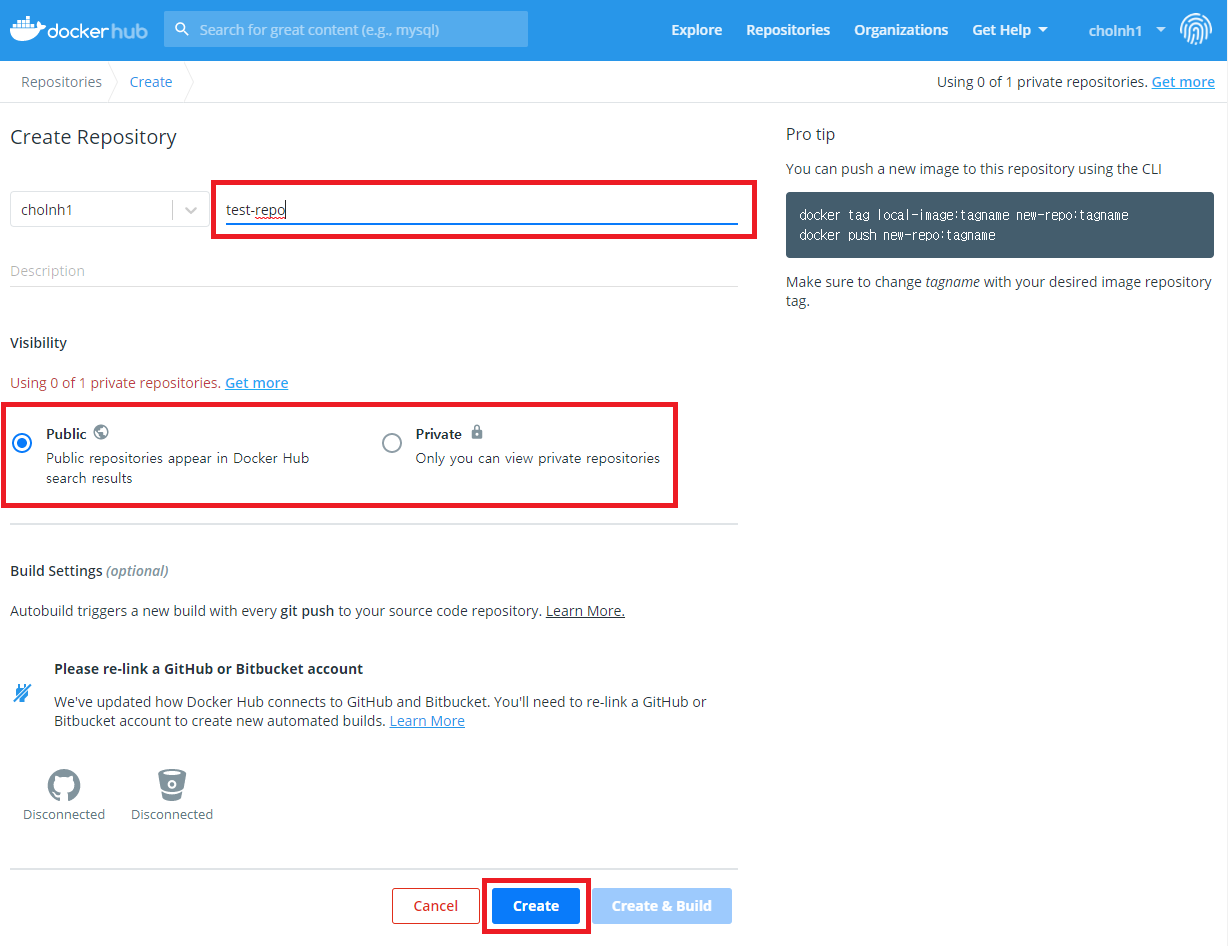 dockerhub
Search for great content (e.g., mysql)
Explore
Repositories
Organizations
Get Help
cholnh1
Repositories
Create
Using 0 of 1 private repositories. Get more
Create Repository
cholnh1
test-repo
Description
Visibility
Using 0 of 1 private repositories. Get more
Public
Public repositories appear in Docker Hub
search results
Private
Only you can view private repositories
Build Settings (optional)
Autobuild triggers a new build with every git push to your source code repository. Learn More.
Please re-link a GitHub or Bitbucket account
We've updated how Docker Hub connects to GitHub and Bitbucket. You'll need to re-link a GitHub or
Bitbucket account to create new automated builds. Learn More
Disconnected
Disconnected
Cancel
Create
Create & Build
Pro tip
You can push a new image to this repository using the CLI
docker tag local-image:tagname new-repo:tagname
docker push new-repo:tagname
Make sure to change tagname with your desired image repository
tag.